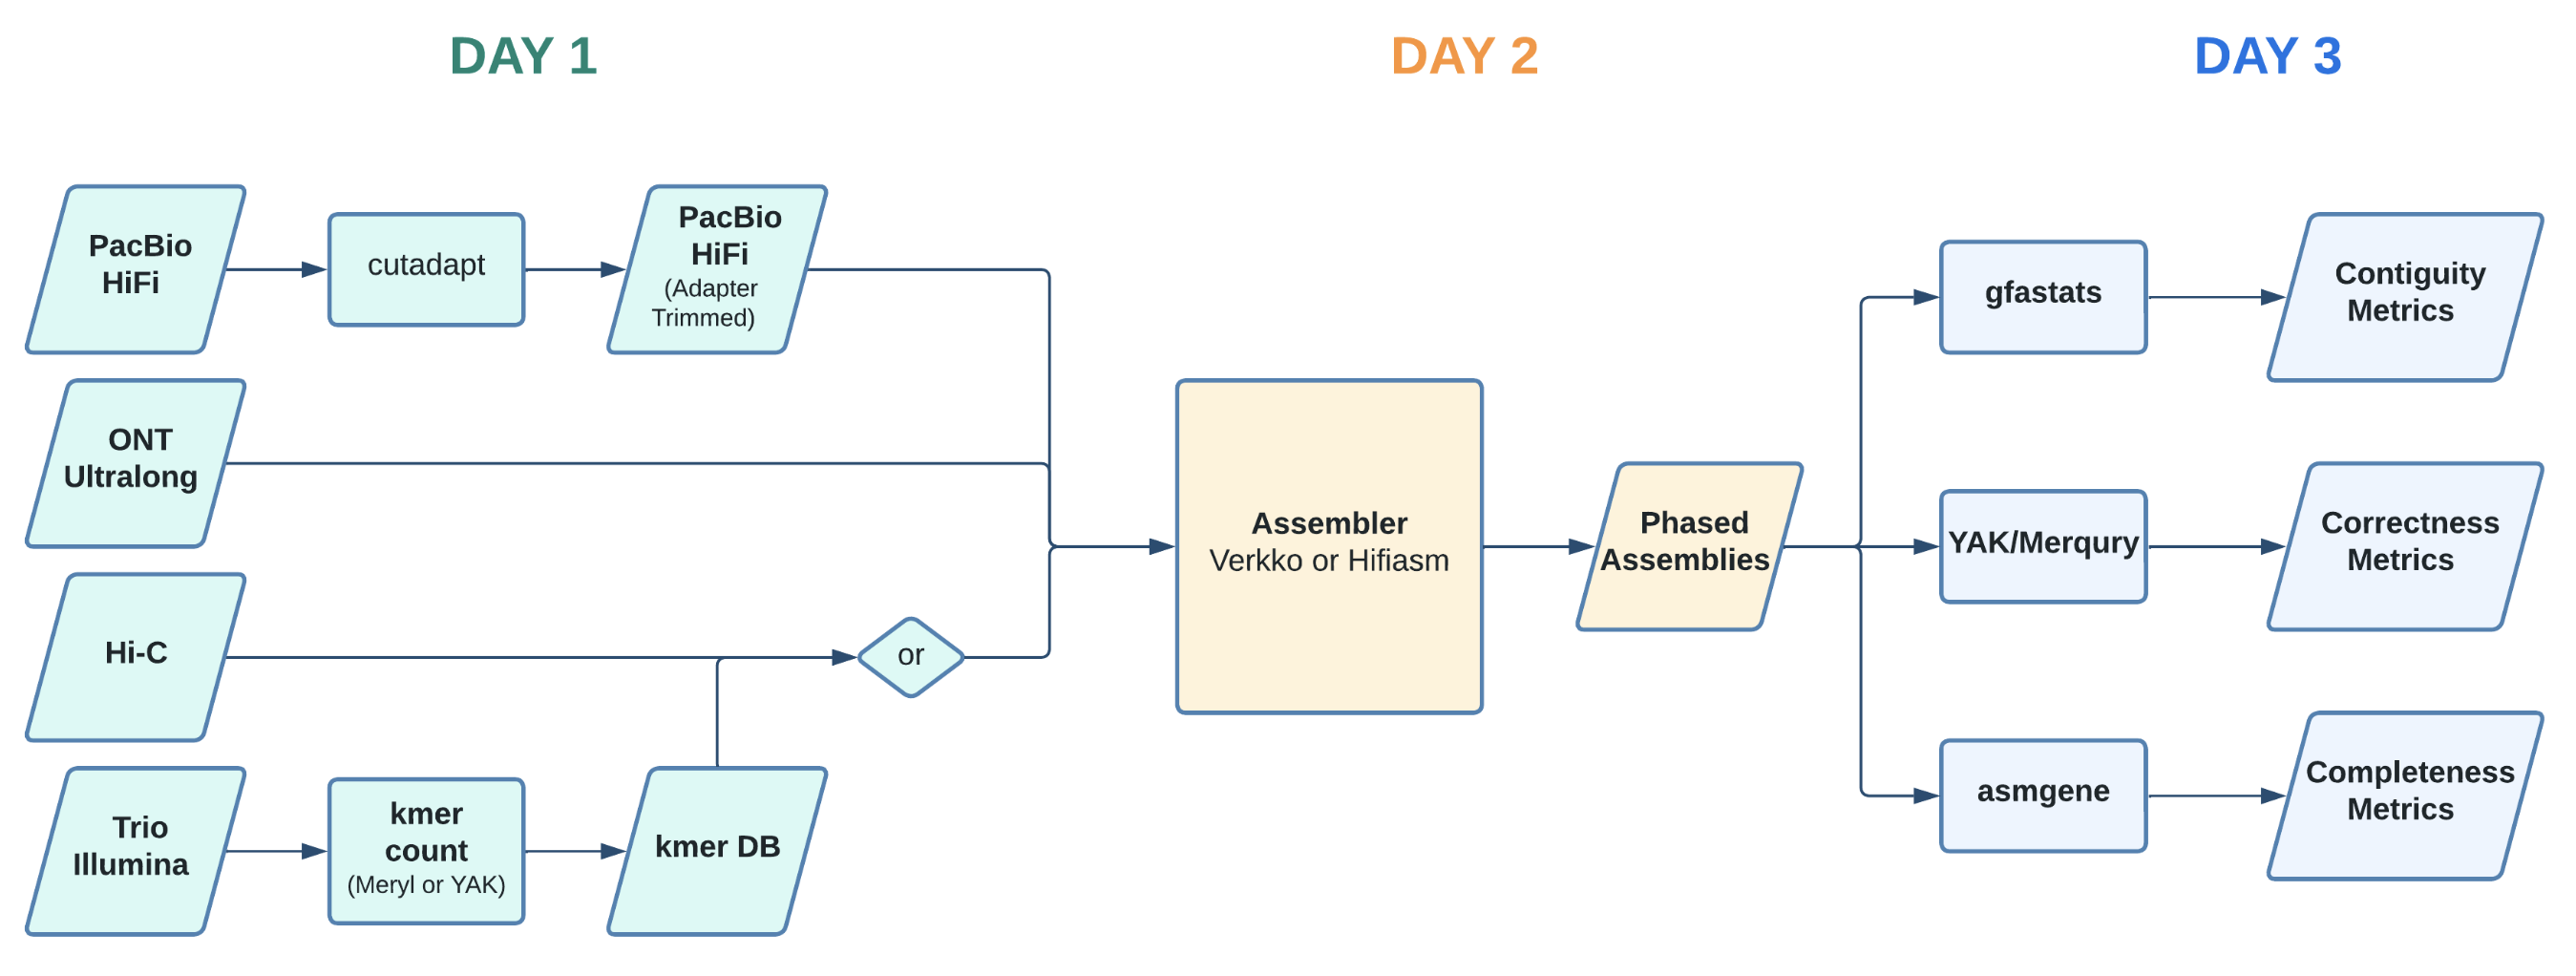 DAY 1
DAY 2
DAY 3
PacBio
HiFi
cutadapt
PacBio
HiFi
(Adapter
Trimmed)
ONT
Ultralong
Hi-C
or
Trio
Illumina
kmer
count
(Meryl or YAK)
kmer DB
Assembler
Verkko or Hifiasm
Phased
Assemblies
gfastats
Contiguity
Metrics
YAK/Merqury
Correctness
Metrics
asmgene
Completeness
Metrics